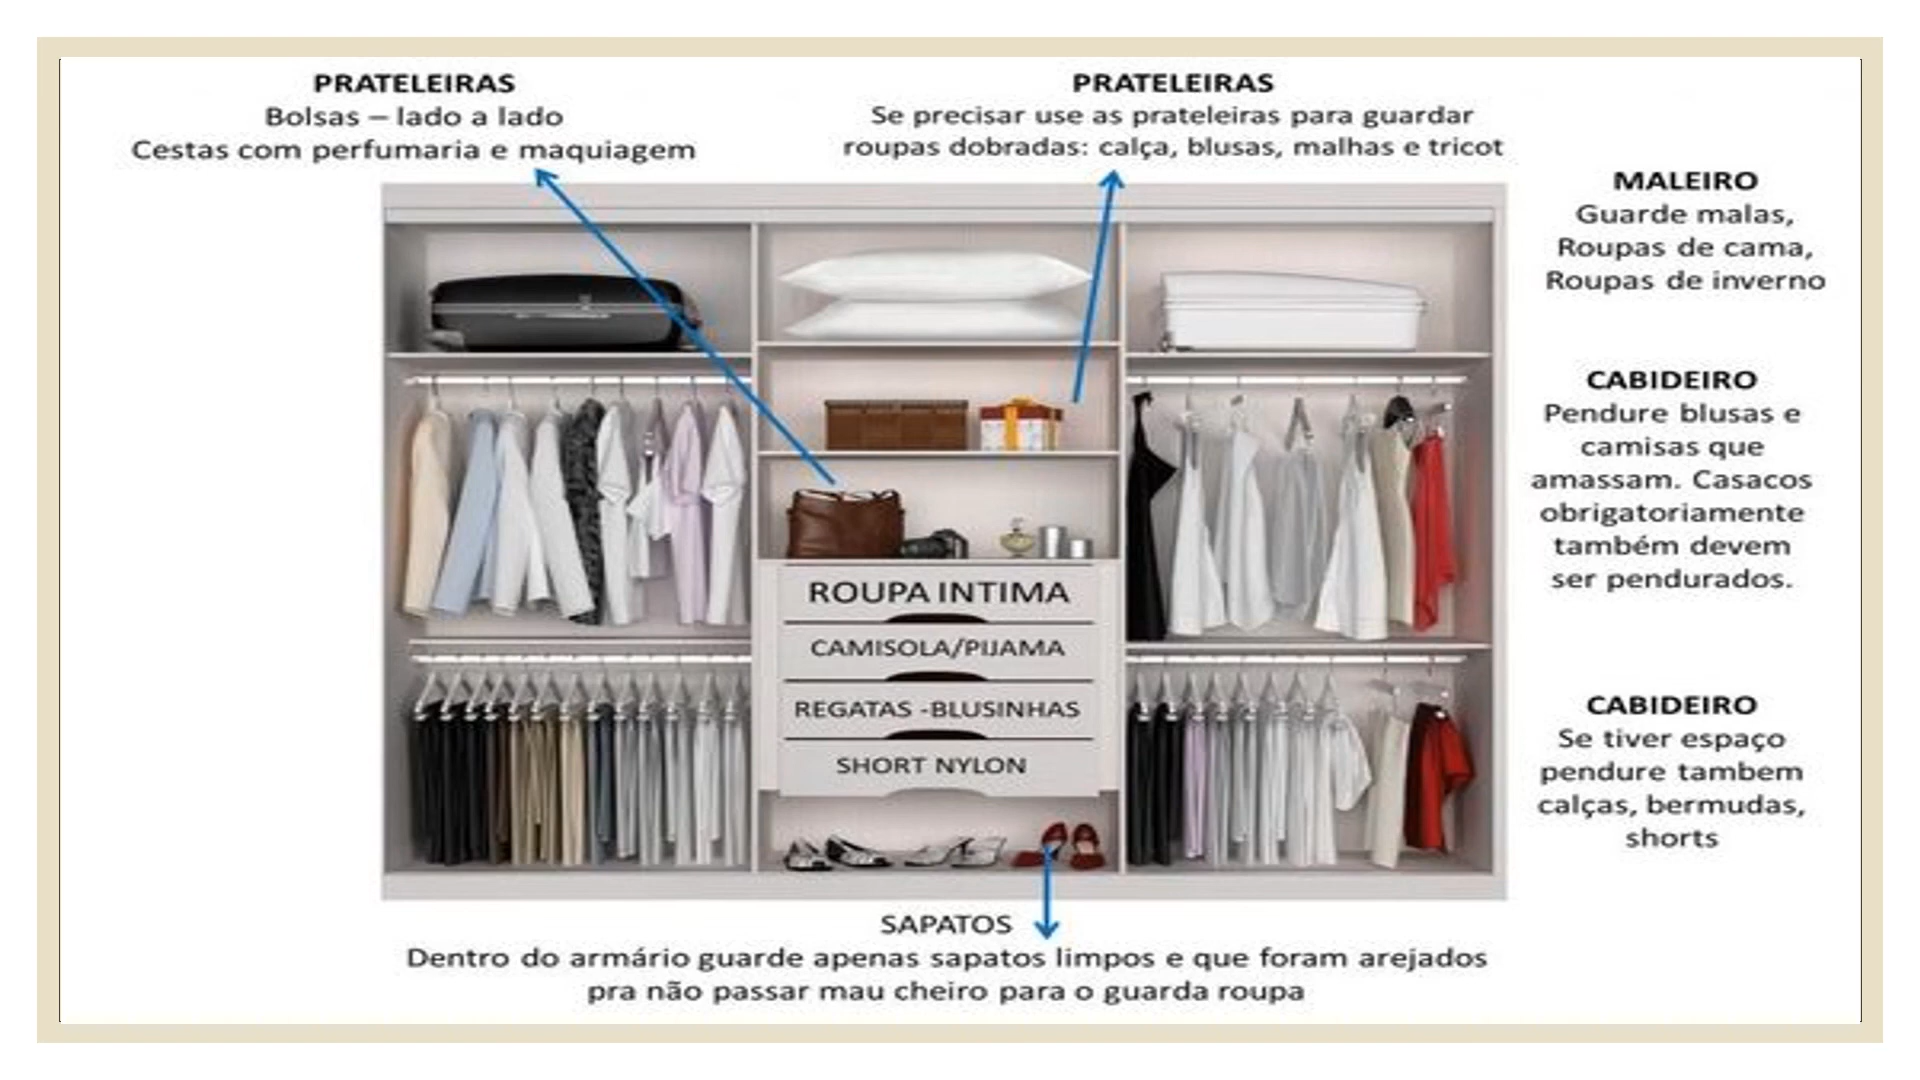 PRATELEIRAS
Bolsas – lado a lado
Cestas com perfumaria e maquiagem
PRATELEIRAS
Se precisar use as prateleiras para guardar
roupas dobradas: calça, blusas, malhas e tricot
MALEIRO
Guarde malas,
Roupas de cama,
Roupas de inverno
CABIDEIRO
Pendure blusas e
camisas que
amassam. Casacos
obrigatoriamente
também devem
ser pendurados.
ROUPA INTIMA
CAMISOLA/PIJAMA
REGATAS -BLUSINHAS
SHORT NYLON
CABIDEIRO
Se tiver espaço
pendure tambem
calças, bermudas,
shorts
SAPATOS
Dentro do armário guarde apenas sapatos limpos e que foram arejados
pra não passar mau cheiro para o guarda roupa